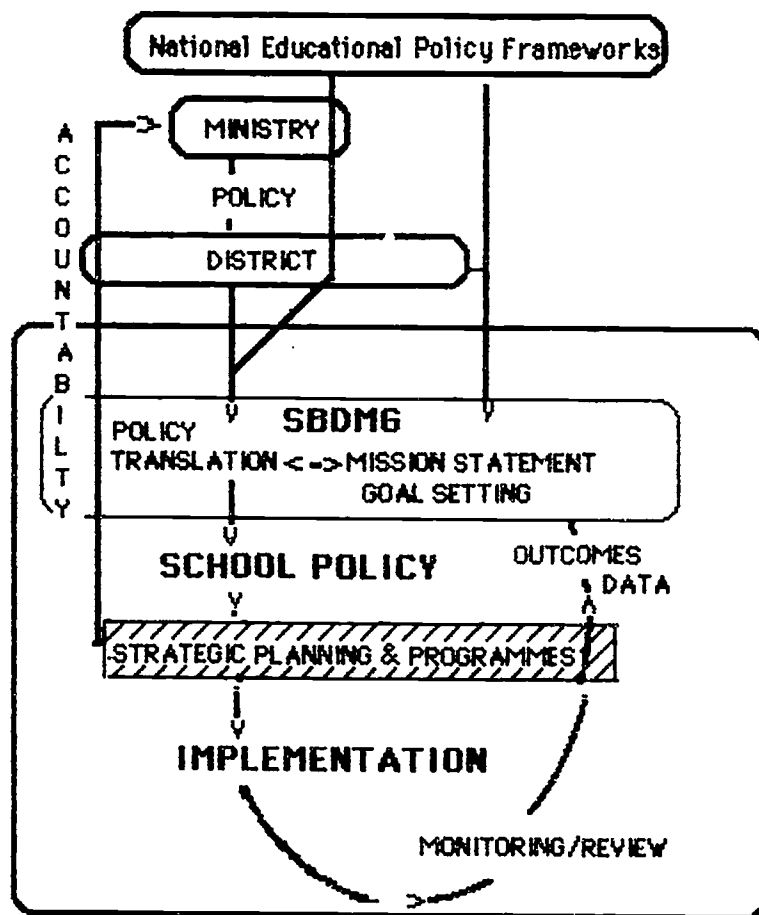 National Educational Policy Frameworks
ACCOUNTABILTY
MINISTRY
POLICY
DISTRICT
SBDMG
POLICY
TRANSLATION <-> MISSION STATEMENT
GOAL SETTING
SCHOOL POLICY
OUTCOMES
DATA
STRATEGIC PLANNING & PROGRAMMES
IMPLEMENTATION
MONITORING/REVIEW